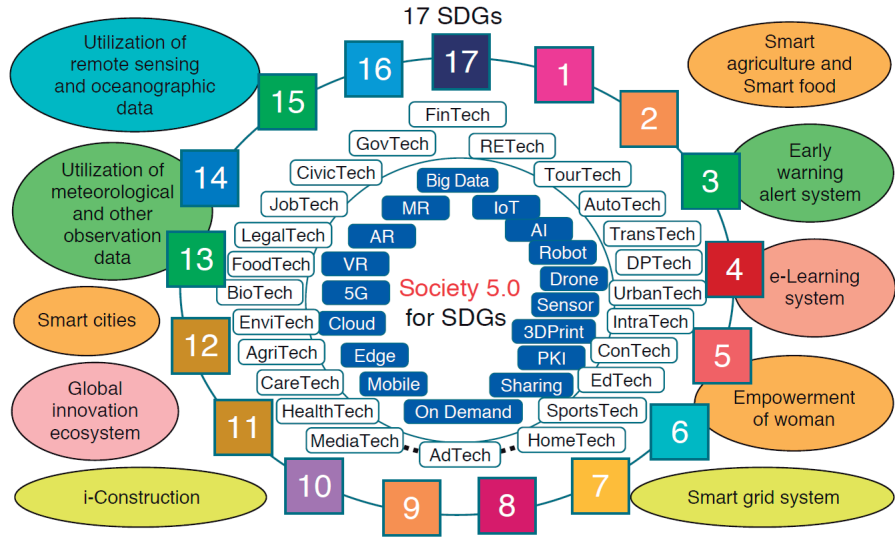 17 SDGs
Utilization of
remote sensing
and oceanographic
data
Utilization of
meteorological
and other
observation
data
Smart cities
Global
innovation
ecosystem
i-Construction
Smart
agriculture and
Smart food
Early
warning
alert system
e-Learning
system
Empowerment
of woman
Smart grid system
1
2
3
4
5
6
7
8
9
10
11
12
13
14
15
16
17
FinTech
RETech
TourTech
AutoTech
TransTech
DPTech
UrbanTech
IntraTech
ConTech
EdTech
SportsTech
HomeTech
AdTech
MediaTech
HealthTech
CareTech
AgriTech
EnviTech
BioTech
FoodTech
LegalTech
JobTech
CivicTech
GovTech
Big Data
IoT
AI
Robot
Drone
Sensor
3DPrint
PKI
Sharing
On Demand
Mobile
Edge
Cloud
5G
VR
AR
MR
Society 5.0
for SDGs